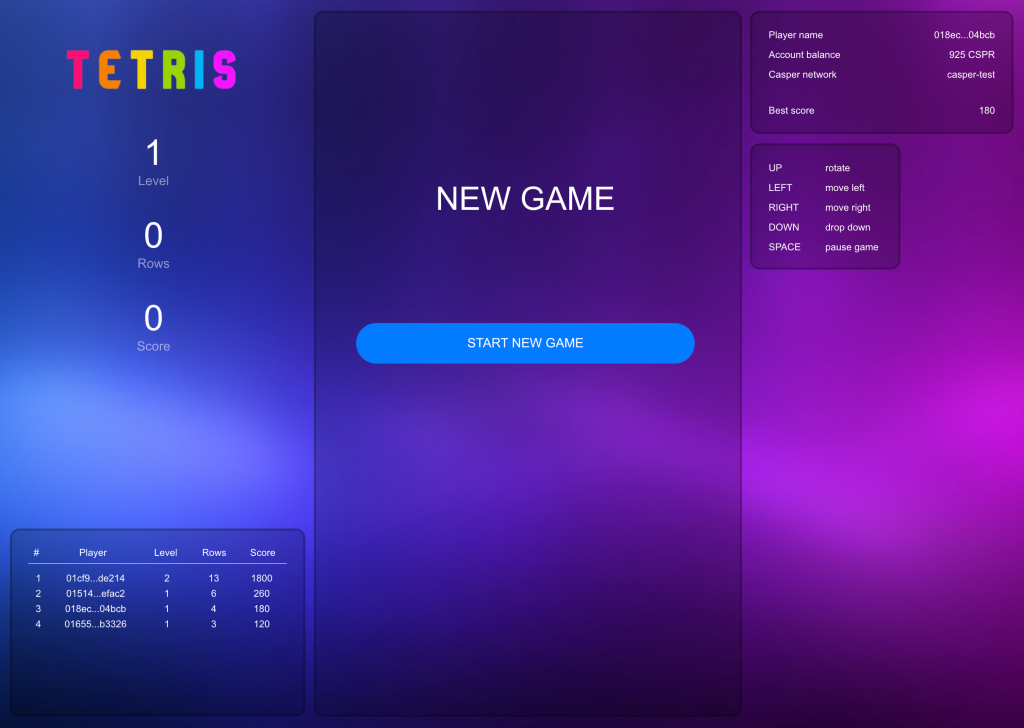 TETRIS
1
Level
0
Rows
0
Score
# Player Level Rows Score
1 01cf9...de214 2 13 1800
2 01514...efac2 1 6 260
3 018ec...04bcb 1 4 180
4 01655...b3326 1 3 120
NEW GAME
START NEW GAME
Player name 018ec...04bcb
Account balance 925 CSPR
Casper network casper-test
Best score 180
UP rotate
LEFT move left
RIGHT move right
DOWN drop down
SPACE pause game